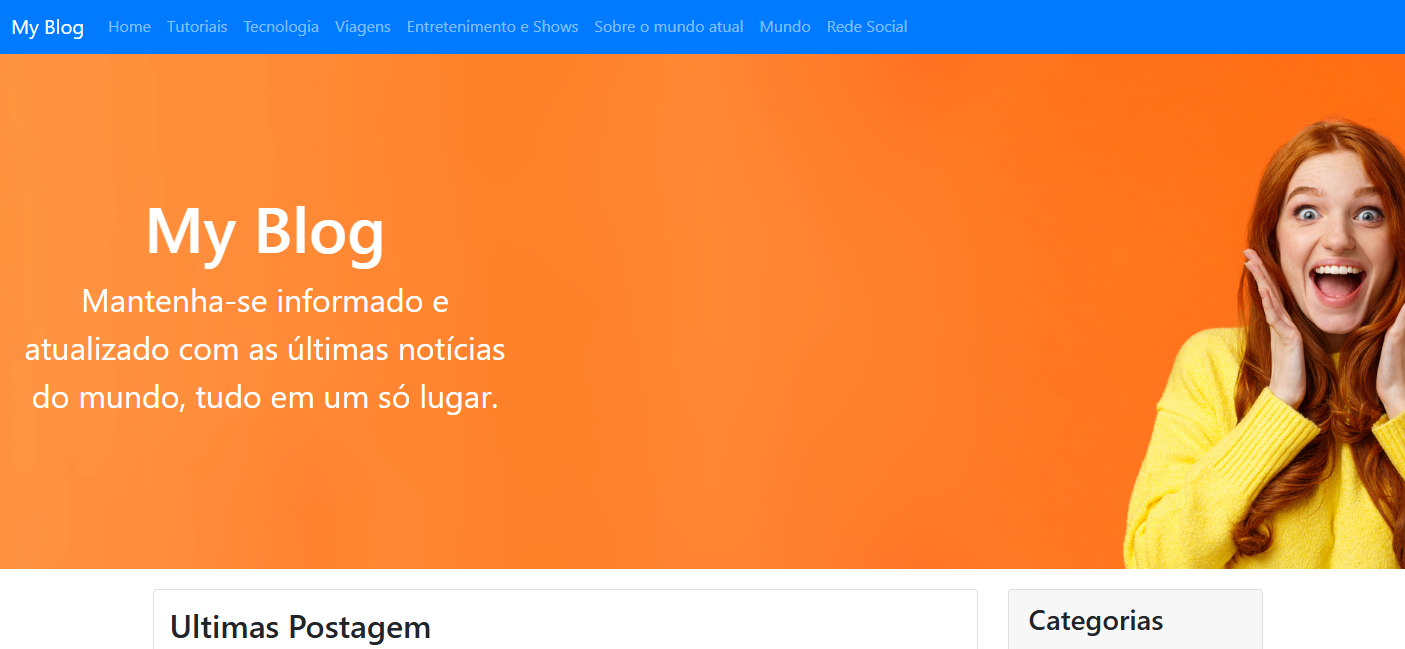 My Blog Home Tutoriais Tecnologia Viagens Entretenimento e Shows Sobre o mundo atual Mundo Rede Social
My Blog
Mantenha-se informado e
atualizado com as últimas notícias
do mundo, tudo em um só lugar.
Ultimas Postagem
Categorias